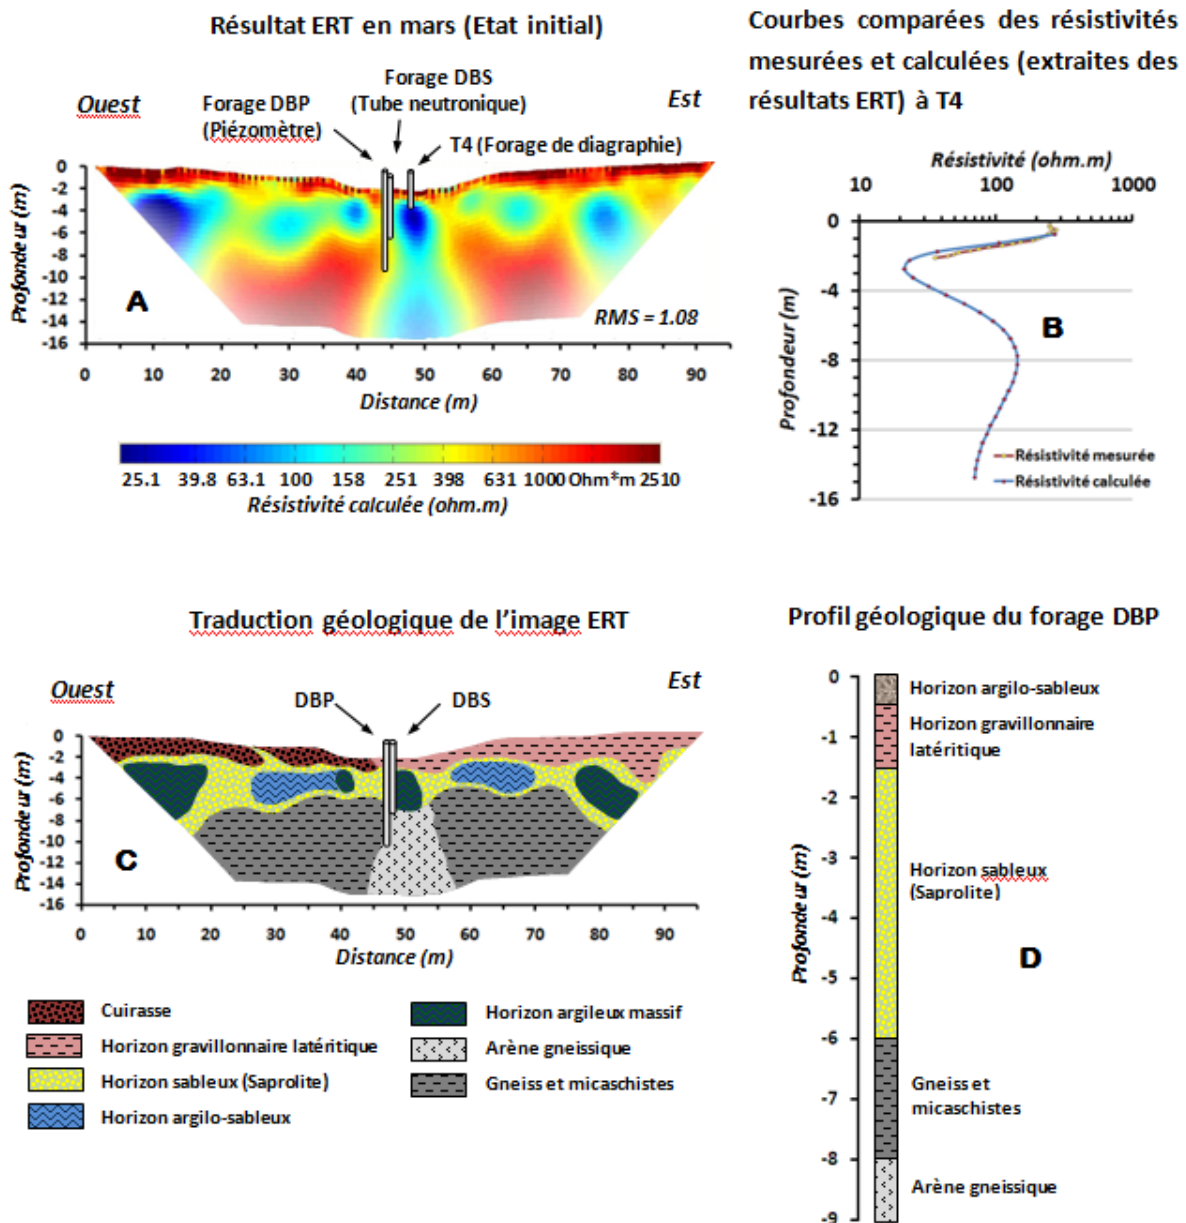 Résultat ERT en mars (Etat initial)
Courbes comparées des résistivités
mesurées et calculées (extraites des
résultats ERT) à T4
Ouest
Forage DBP
(Piézomètre)
Forage DBS
(Tube neutronique)
Est
T4 (Forage de diagraphie)
Profondeur (m)
0
-2
-4
-6
-8
-10
-12
-14
-16
A
RMS = 1.08
0 10 20 30 40 50 60 70 80 90
Distance (m)
25.1 39.8 63.1 100 158 251 398 631 1000 Ohm*m 2510
Résistivité calculée (ohm.m)
Résistivité (ohm.m)
10 100 1000
Profondeur (m)
0
-4
-8
-12
-16
B
Résistivité mesurée
Résistivité calculée
Traduction géologique de l'image ERT
Ouest
DBP
DBS
Est
Profondeur (m)
0
-2
-4
-6
-8
-10
-12
-14
-16
C
0 10 20 30 40 50 60 70 80 90
Distance (m)
Cuirasse
Horizon gravillonnaire latéritique
Horizon sableux (Saprolite)
Horizon argilo-sableux
Horizon argileux massif
Arène gneissique
Gneiss et micaschistes
Profil géologique du forage DBP
Profondeur (m)
0
-1
-2
-3
-4
-5
-6
-7
-8
-9
Horizon argilo-sableux
Horizon gravillonnaire
latéritique
Horizon sableux
(Saprolite)
D
Gneiss et
micaschistes
Arène gneissique